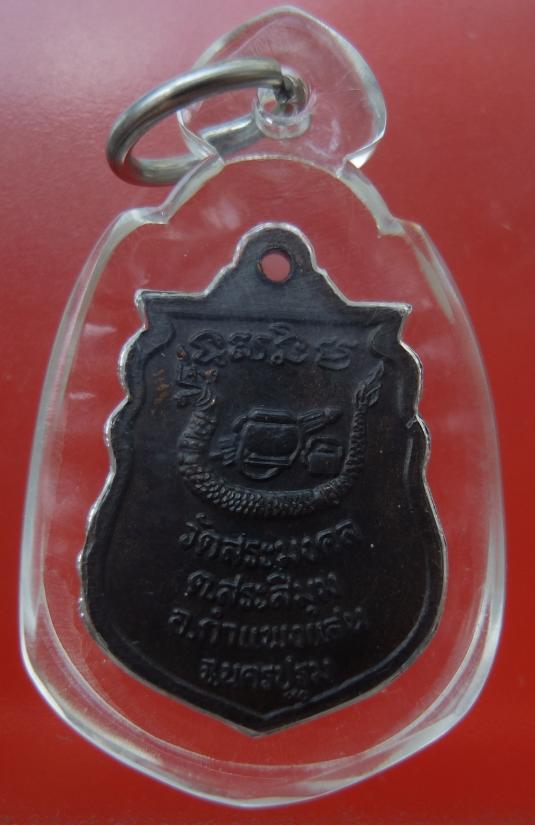 วัดสระมงคล
ต.สระสี่มุม
อ.กำแพงแสน
จ.นครปฐม